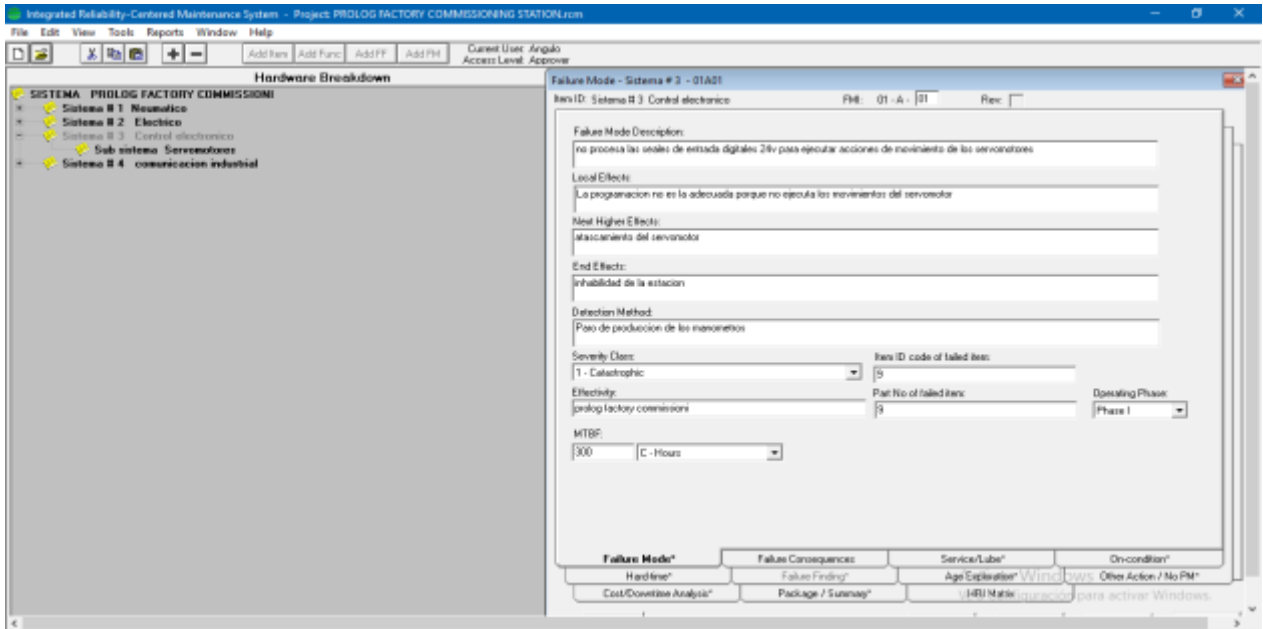 Integrated Reliability-Centered Maintenance System - Project: PROLOG FACTORY COMMISSIONING STATION.rcm
File Edit View Tools Reports Window Help
Add Item Add Func Add FF Add FM
Current User: Angulo
Access Level: Approver
Hardware Breakdown
SISTEMA PROLOG FACTORY COMMISSIONI
Sistema # 1 Neumatico
Sistema # 2 Electrico
Sistema # 3 Control electronico
Sub sistema Servomotores
Sistema # 4 comunicacion industrial
Failure Mode - Sistema # 3 - 01A01
Item ID: Sistema # 3 Control electronico FMI: 01 - A - 01 Rev:
Failure Mode Description:
no procesa las seales de entrada digitales 24v para ejecutar acciones de movimiento de los servomotores
Local Effects:
La programacion no es la adecuada porque no ejecuta los movimientos del servomotor
Next Higher Effects:
atascamiento del servomotor
End Effects:
inhabilidad de la estacion
Detection Method:
Paro de produccion de los manometros
Severity Class: Item ID code of failed item:
1 - Catastrophic 9
Effectivity: Part No of failed item: Operating Phase:
prolog factory commissioni 9 Phase I
MTBF:
300 C - Hours
Failure Mode* Failure Consequences Service/Lube* On-condition*
Hard-time* Failure Finding* Age Exploration* Other Action / No PM*
Cost/Downtime Analysis* Package / Summary* HRI Matrix
Windows
configuración para activar Windows.